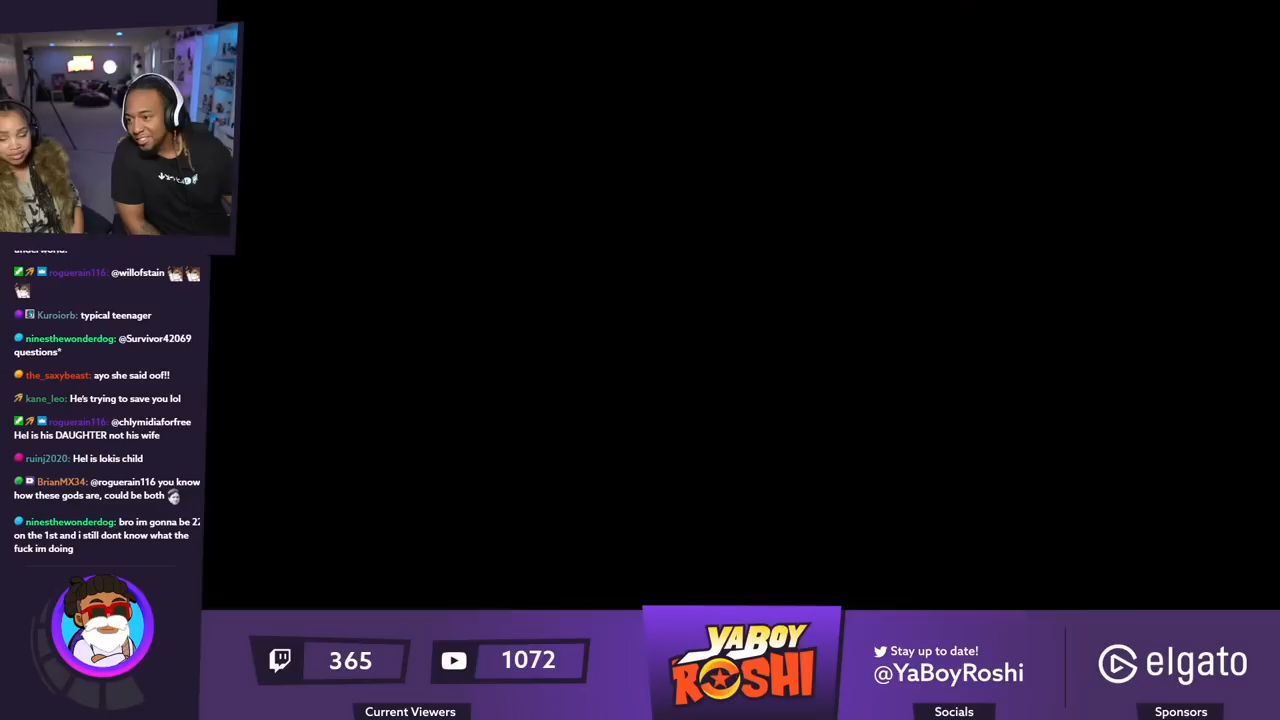 roguerain116: @willofstain
Kuroiorb: typical teenager
ninesthewonderdog: @Survivor42069
questions*
the_saxybeast: ayo she said oof!!
kane_leo: He's trying to save you lol
roguerain116: @chlymidiaforfree
Hel is his DAUGHTER not his wife
ruinj2020: Hel is lokis child
BrianMX34: @roguerain116 you know
how these gods are, could be both
ninesthewonderdog: bro im gonna be 22
on the 1st and i still dont know what the
fuck im doing
365
1072
Current Viewers
YABOY
ROSHI
Stay up to date!
@YaBoyRoshi
Socials
elgato
Sponsors